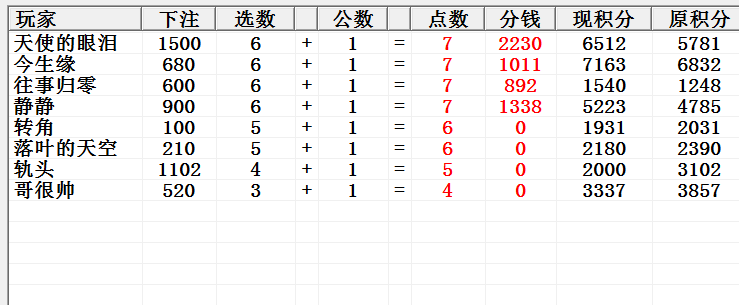 玩家 下注 选数 公数 点数 分钱 现积分 原积分
天使的眼泪 1500 6 + 1 = 7 2230 6512 5781
今生缘 680 6 + 1 = 7 1011 7163 6832
往事归零 600 6 + 1 = 7 892 1540 1248
静静 900 6 + 1 = 7 1338 5223 4785
转角 100 5 + 1 = 6 0 1931 2031
落叶的天空 210 5 + 1 = 6 0 2180 2390
轨头 1102 4 + 1 = 5 0 2000 3102
哥很帅 520 3 + 1 = 4 0 3337 3857